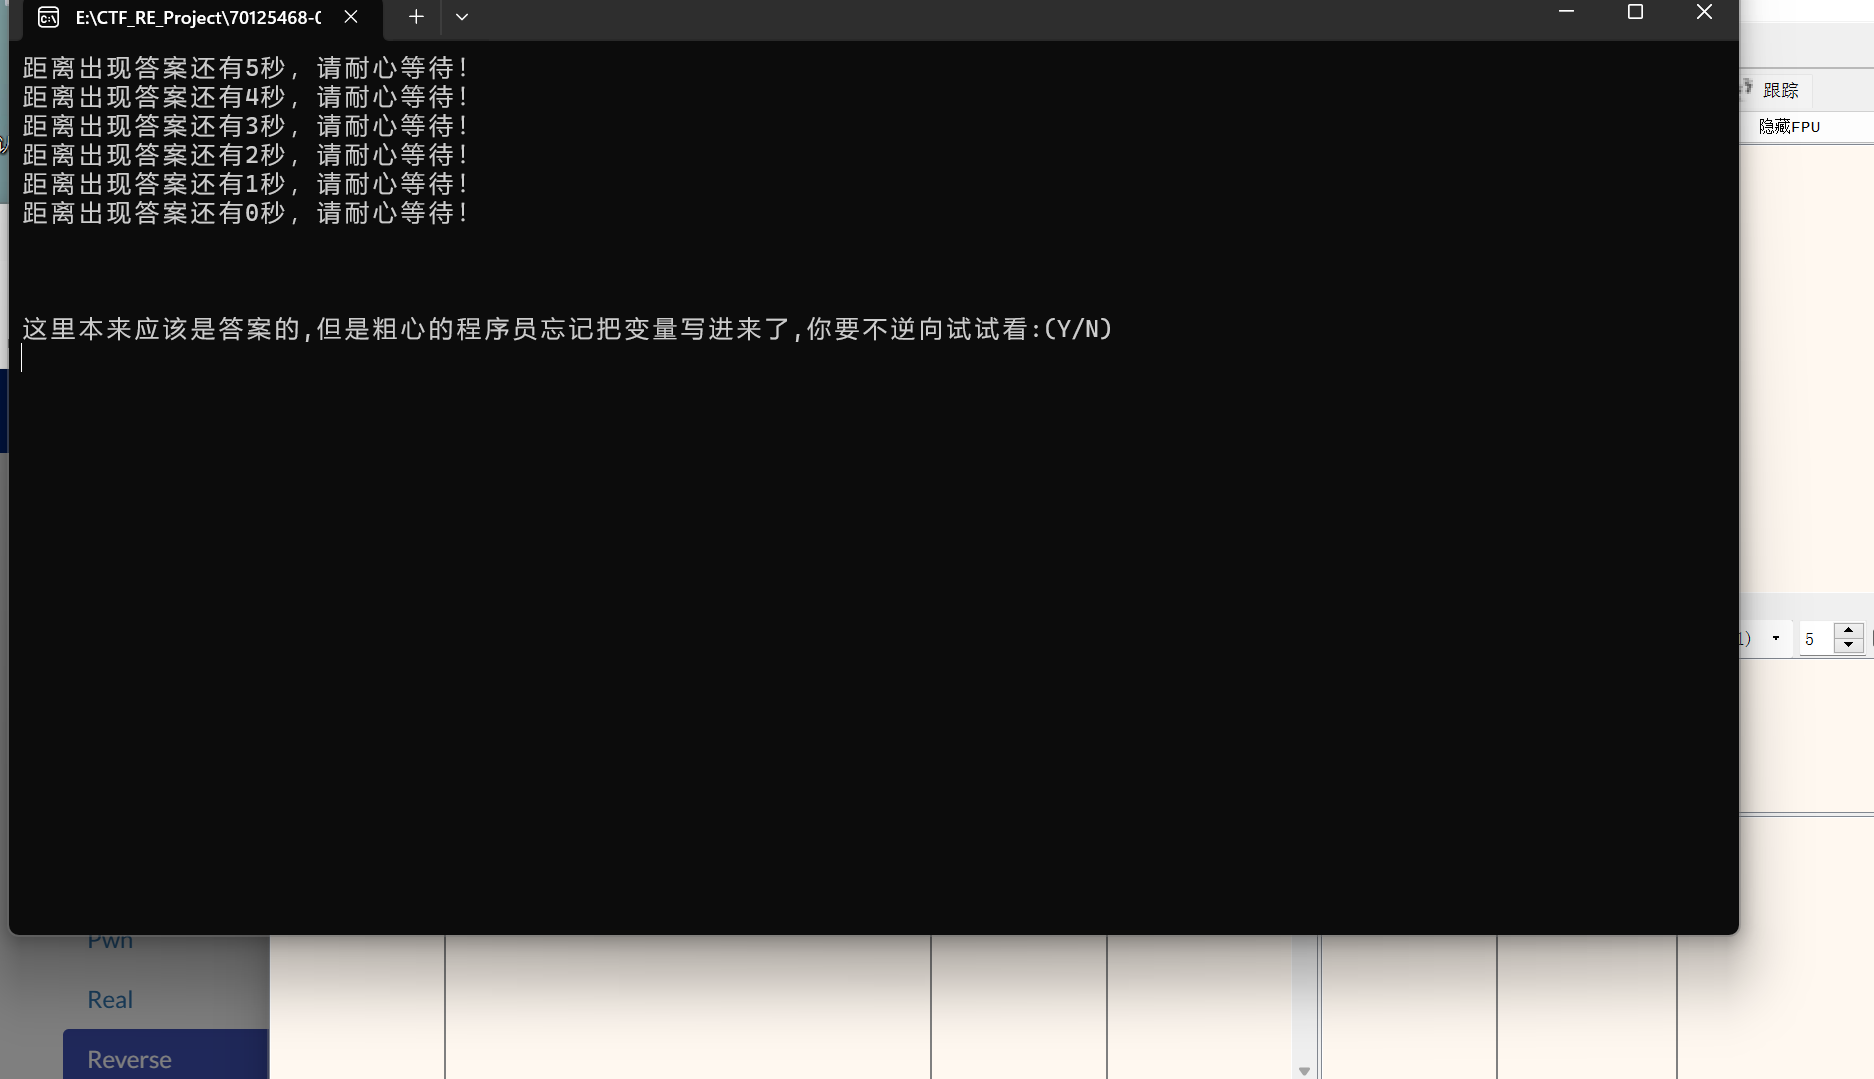 E:\CTF_RE_Project\70125468-0
距离出现答案还有5秒, 请耐心等待!
距离出现答案还有4秒, 请耐心等待!
距离出现答案还有3秒, 请耐心等待!
距离出现答案还有2秒, 请耐心等待!
距离出现答案还有1秒, 请耐心等待!
距离出现答案还有0秒, 请耐心等待!
这里本来应该是答案的,但是粗心的程序员忘记把变量写进来了,你要不逆向试试看:(Y/N)
跟踪
隐藏FPU
1)
5
Pwn
Real
Reverse